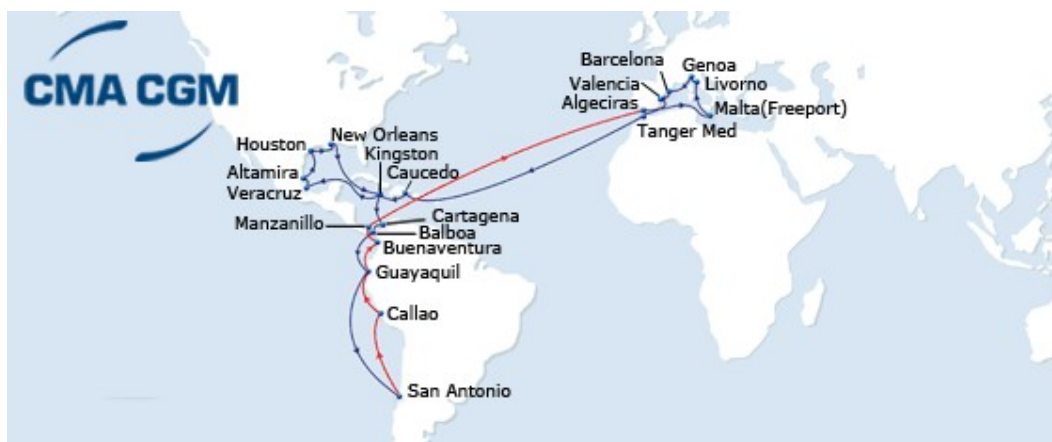 CMA CGM
Barcelona
Genoa
Valencia
Livorno
Algeciras
Malta(Freeport)
Tanger Med
New Orleans
Houston
Kingston
Altamira
Caucedo
Veracruz
Manzanillo
Cartagena
Balboa
Buenaventura
Guayaquil
Callao
San Antonio